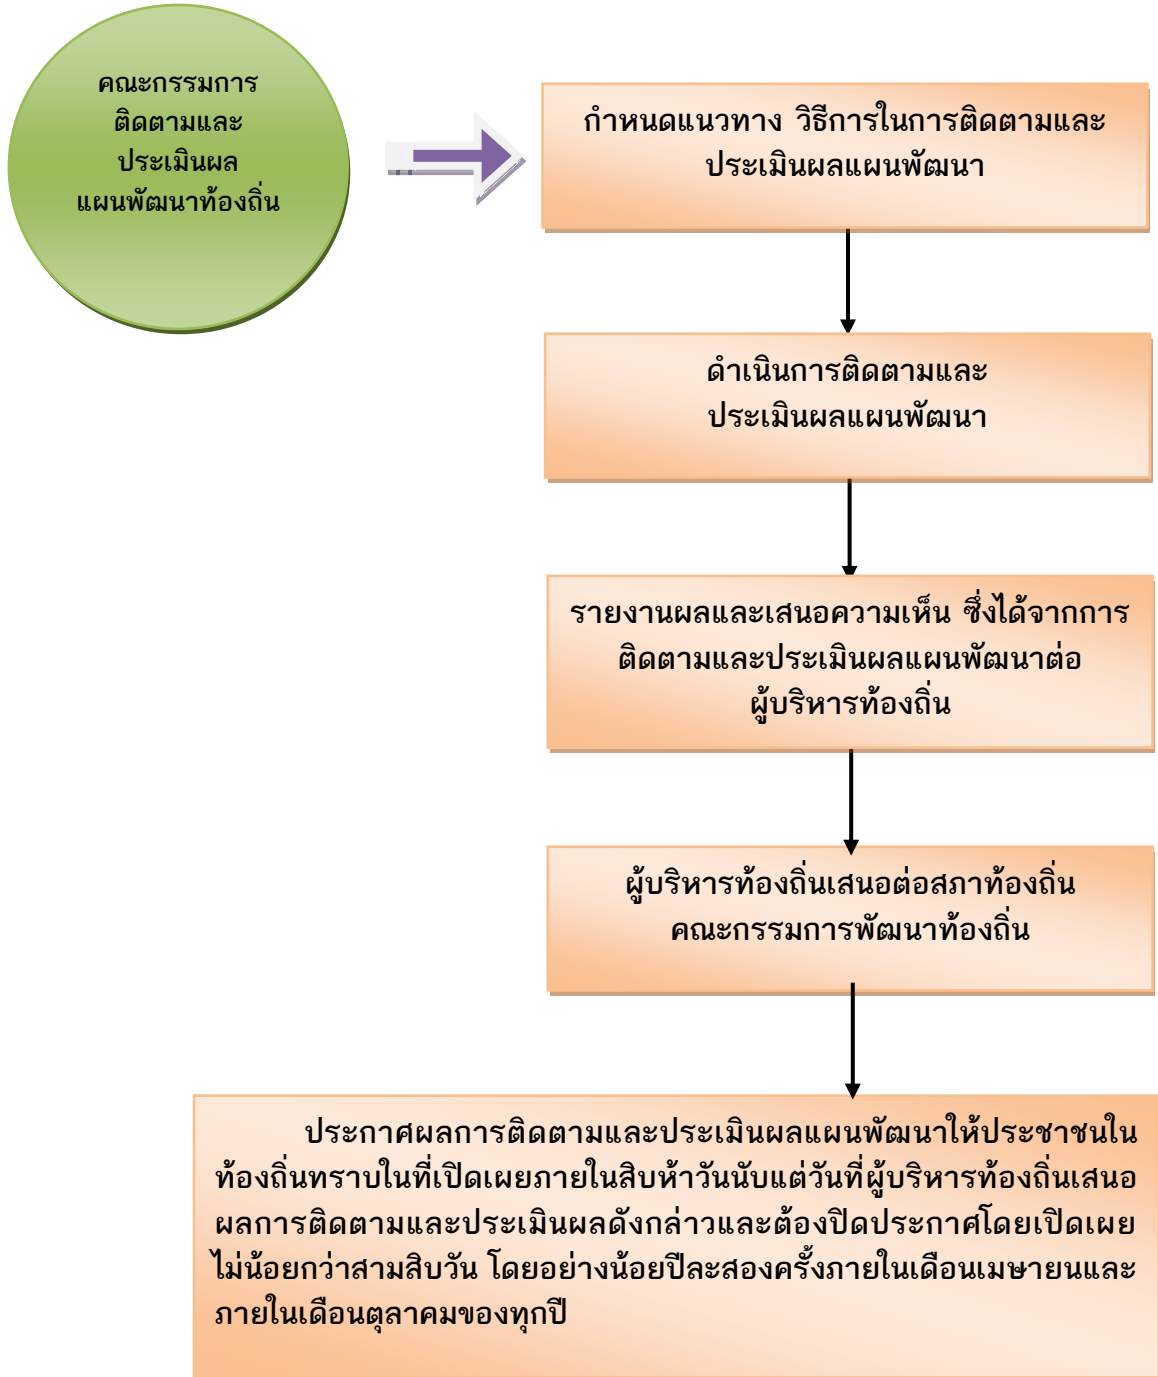 คณะกรรมการ
ติดตามและ
ประเมินผล
แผนพัฒนาท้องถิ่น
กำหนดแนวทาง วิธีการในการติดตามและ
ประเมินผลแผนพัฒนา
ดำเนินการติดตามและ
ประเมินผลแผนพัฒนา
รายงานผลและเสนอความเห็น ซึ่งได้จากการ
ติดตามและประเมินผลแผนพัฒนาต่อ
ผู้บริหารท้องถิ่น
ผู้บริหารท้องถิ่นเสนอต่อสภาท้องถิ่น
คณะกรรมการพัฒนาท้องถิ่น
ประกาศผลการติดตามและประเมินผลแผนพัฒนาให้ประชาชนใน
ท้องถิ่นทราบในที่เปิดเผยภายในสิบห้าวันนับแต่วันที่ผู้บริหารท้องถิ่นเสนอ
ผลการติดตามและประเมินผลดังกล่าวและต้องปิดประกาศโดยเปิดเผย
ไม่น้อยกว่าสามสิบวัน โดยอย่างน้อยปีละสองครั้งภายในเดือนเมษายนและ
ภายในเดือนตุลาคมของทุกปี